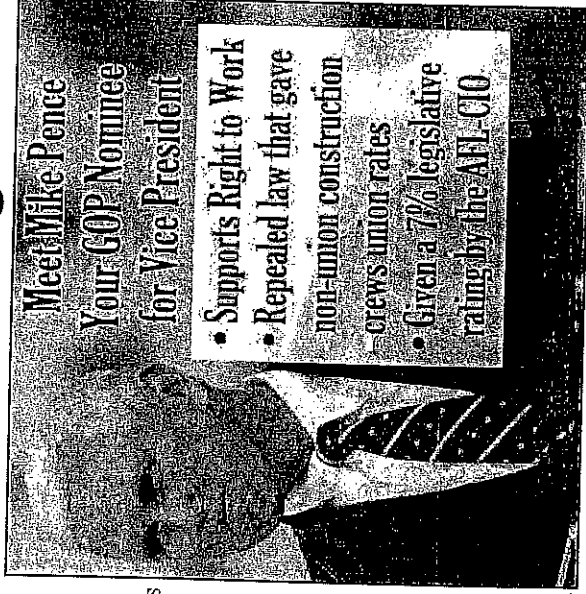 Meet Mike Pence
Your GOP Nominee
for Vice President
• Supports Right to Work
• Repealed law that gave
non-union construction
crews union rates
• Given a 7% legislative
rating by the AFL-CIO